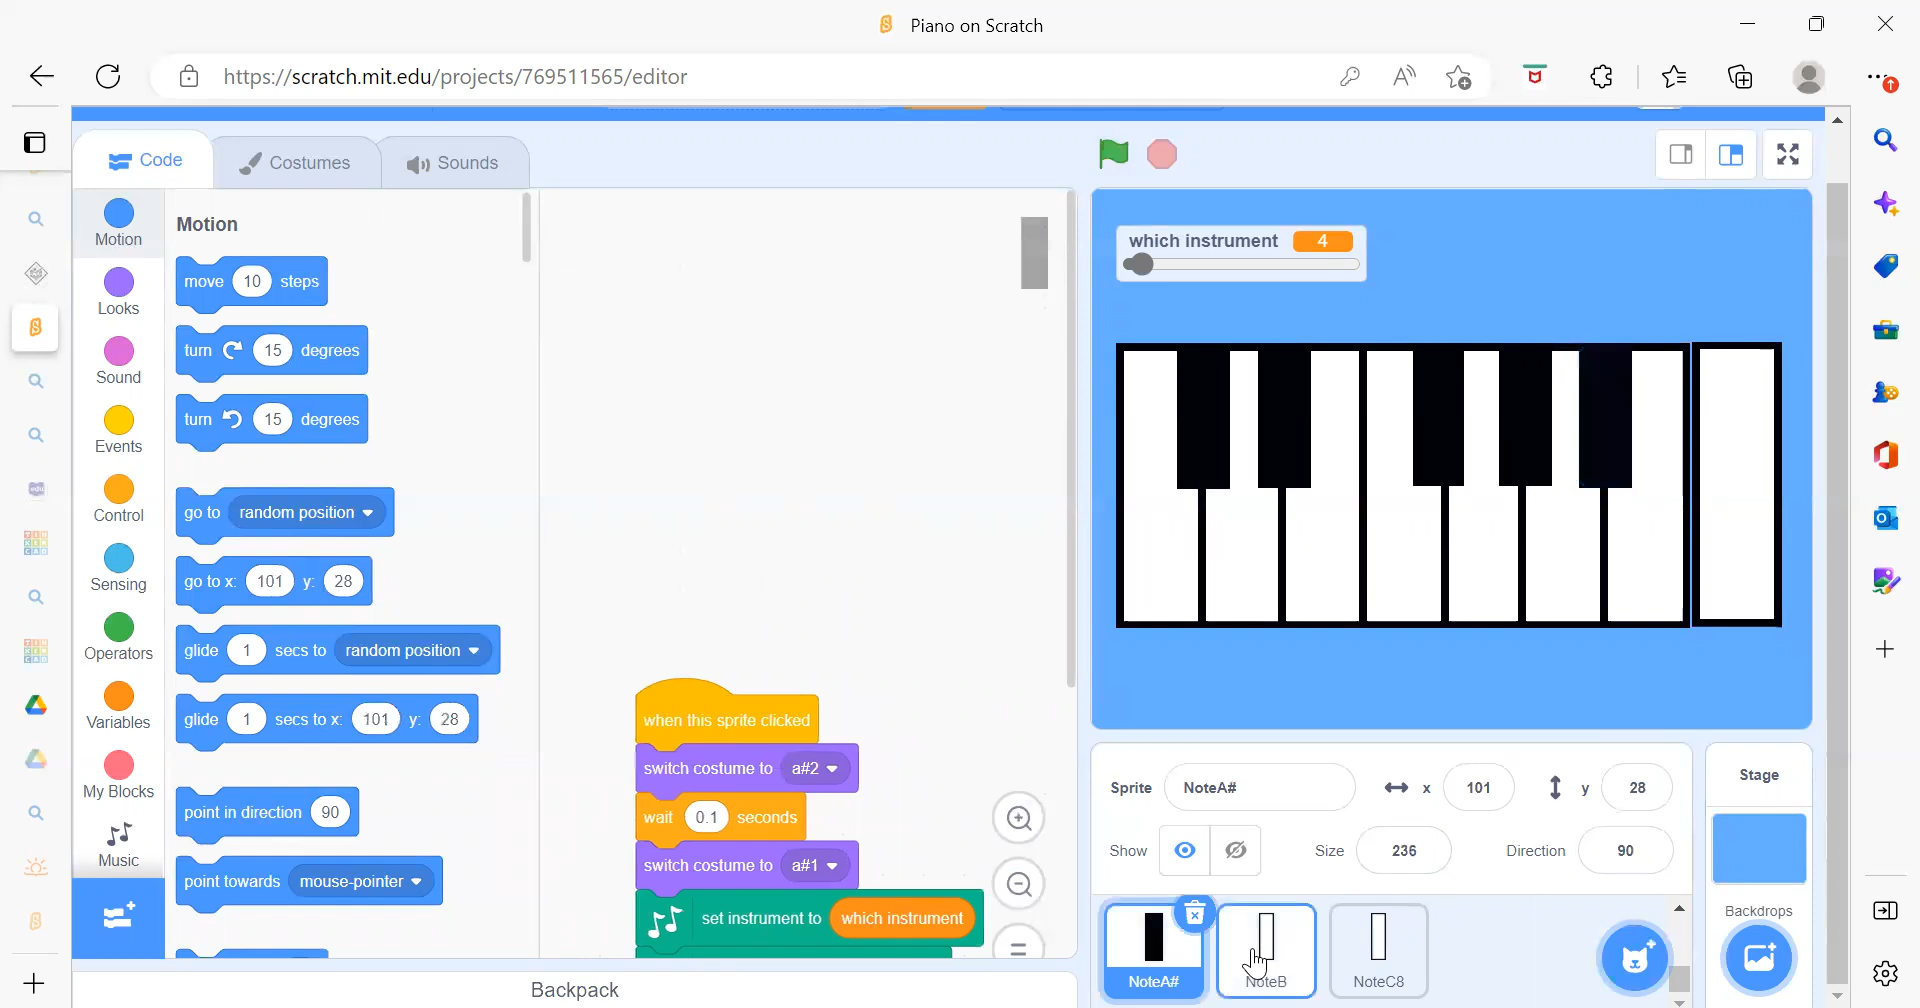 Piano on Scratch
https://scratch.mit.edu/projects/769511565/editor
Code
Costumes
Sounds
Motion
Looks
Sound
Events
Control
Sensing
Operators
Variables
My Blocks
Music
Motion
move 10 steps
turn 15 degrees
turn 15 degrees
go to random position
go to x: 101 y: 28
glide 1 secs to random position
glide 1 secs to x: 101 y: 28
point in direction 90
point towards mouse-pointer
when this sprite clicked
switch costume to a#2
wait 0.1 seconds
switch costume to a#1
set instrument to which instrument
Backpack
which instrument 4
Sprite NoteA# x 101 y 28
Show Size 236 Direction 90
NoteA#
NoteB
NoteC8
Stage
Backdrops